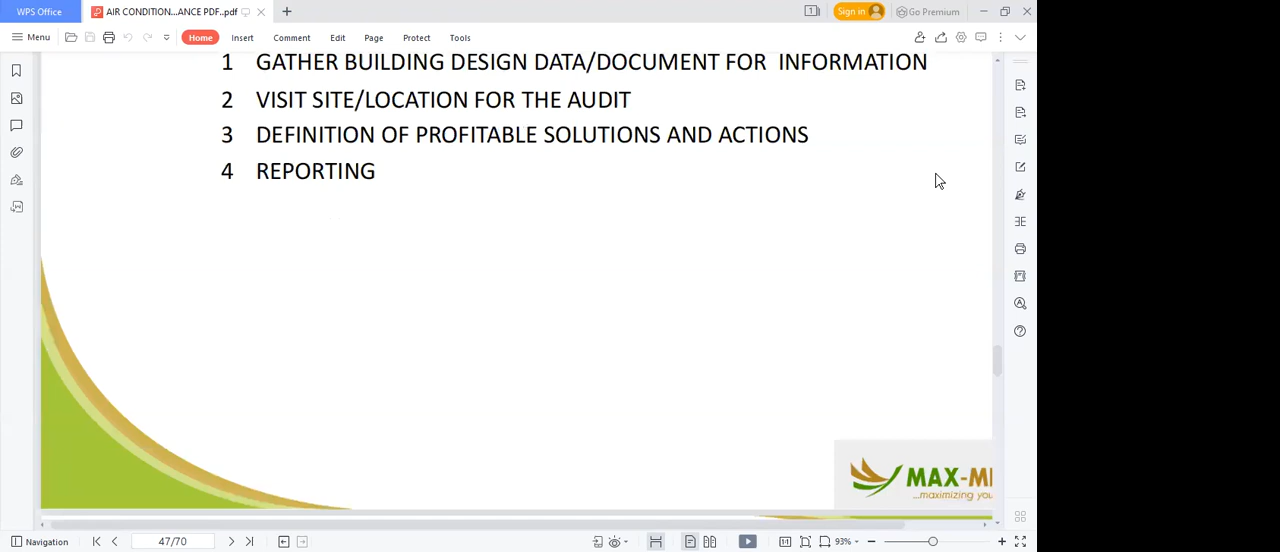 WPS Office
AIR CONDITION...ANCE PDF..pdf
1
Sign in
Go Premium
Menu
Home
Insert
Comment
Edit
Page
Protect
Tools
1 GATHER BUILDING DESIGN DATA/DOCUMENT FOR INFORMATION
2 VISIT SITE/LOCATION FOR THE AUDIT
3 DEFINITION OF PROFITABLE SOLUTIONS AND ACTIONS
4 REPORTING
MAX-MI
...maximizing you
Navigation
47/70
93%